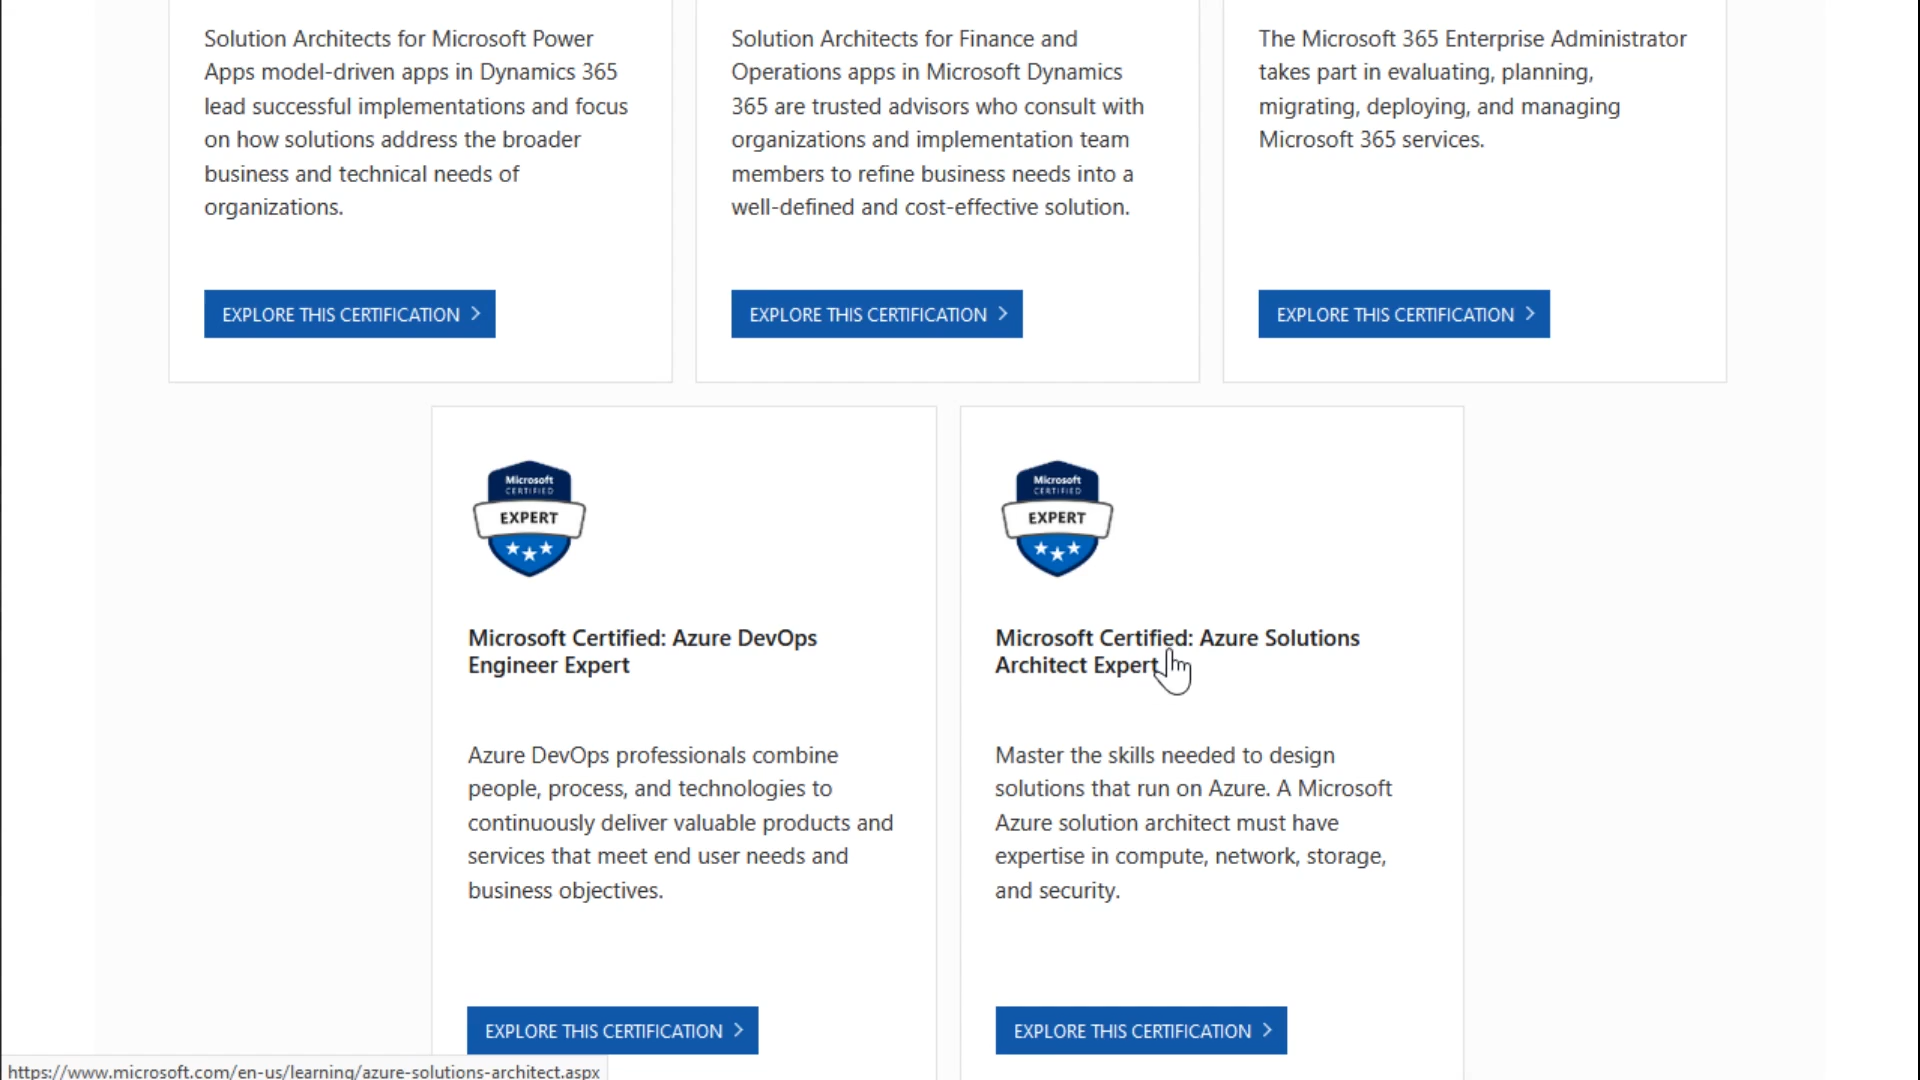 Solution Architects for Microsoft Power
Apps model-driven apps in Dynamics 365
lead successful implementations and focus
on how solutions address the broader
business and technical needs of
organizations.
EXPLORE THIS CERTIFICATION >
Solution Architects for Finance and
Operations apps in Microsoft Dynamics
365 are trusted advisors who consult with
organizations and implementation team
members to refine business needs into a
well-defined and cost-effective solution.
EXPLORE THIS CERTIFICATION >
The Microsoft 365 Enterprise Administrator
takes part in evaluating, planning,
migrating, deploying, and managing
Microsoft 365 services.
EXPLORE THIS CERTIFICATION >
Microsoft
CERTIFIED
EXPERT
Microsoft Certified: Azure DevOps
Engineer Expert
Azure DevOps professionals combine
people, process, and technologies to
continuously deliver valuable products and
services that meet end user needs and
business objectives.
EXPLORE THIS CERTIFICATION >
Microsoft
CERTIFIED
EXPERT
Microsoft Certified: Azure Solutions
Architect Expert
Master the skills needed to design
solutions that run on Azure. A Microsoft
Azure solution architect must have
expertise in compute, network, storage,
and security.
EXPLORE THIS CERTIFICATION >
https://www.microsoft.com/en-us/learning/azure-solutions-architect.aspx